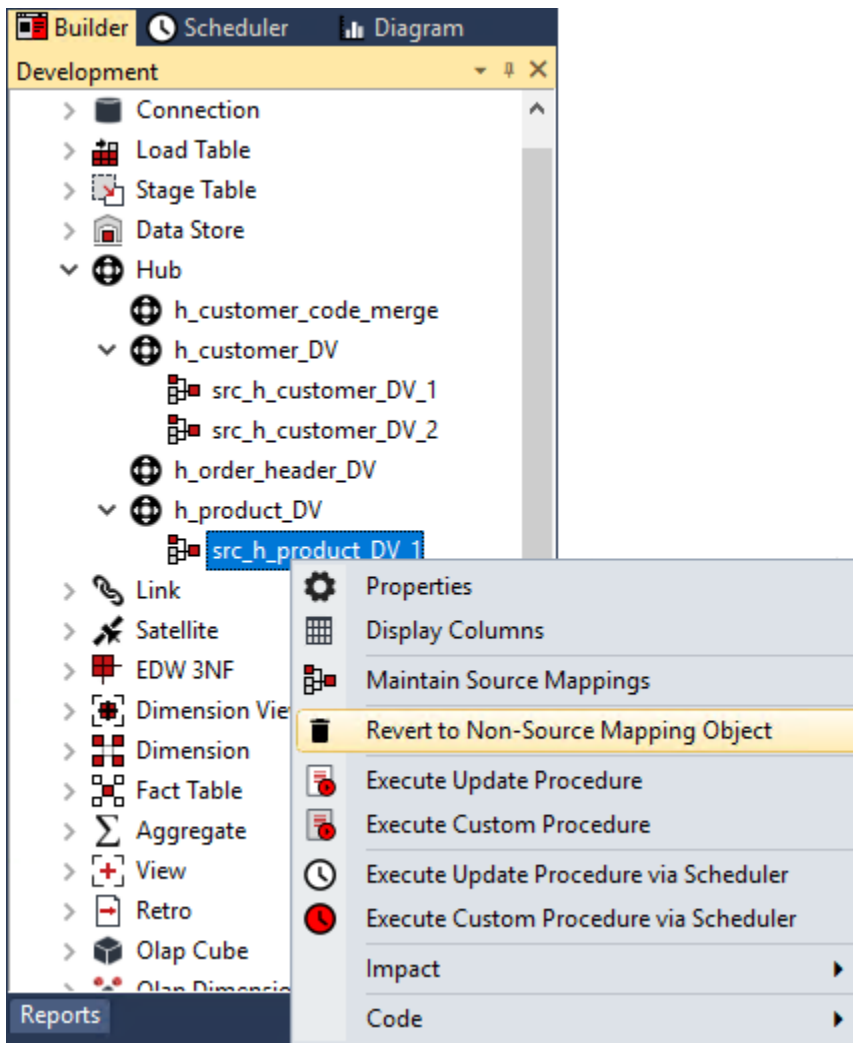 Builder Scheduler Diagram
Development
Connection
Load Table
Stage Table
Data Store
Hub
h_customer_code_merge
h_customer_DV
src_h_customer_DV_1
src_h_customer_DV_2
h_order_header_DV
h_product_DV
src_h_product_DV_1
Link
Satellite
EDW 3NF
Dimension Vie
Dimension
Fact Table
Aggregate
View
Retro
Olap Cube
Olap Dimensio
Reports
Properties
Display Columns
Maintain Source Mappings
Revert to Non-Source Mapping Object
Execute Update Procedure
Execute Custom Procedure
Execute Update Procedure via Scheduler
Execute Custom Procedure via Scheduler
Impact
Code